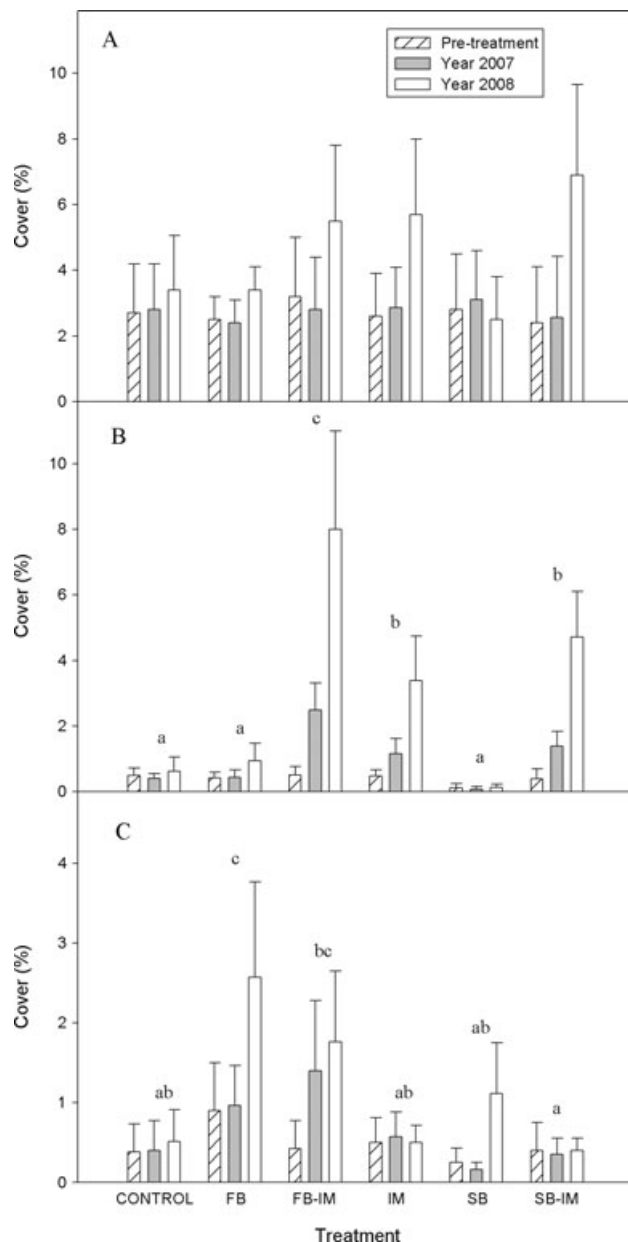 A
Pre-treatment
Year 2007
Year 2008
10
8
6
4
2
0
Cover (%)
B
c
b
b
a
a
a
10
8
6
4
2
0
Cover (%)
C
c
bc
ab
ab
ab
a
4
3
2
1
0
Cover (%)
CONTROL FB FB-IM IM SB SB-IM
Treatment